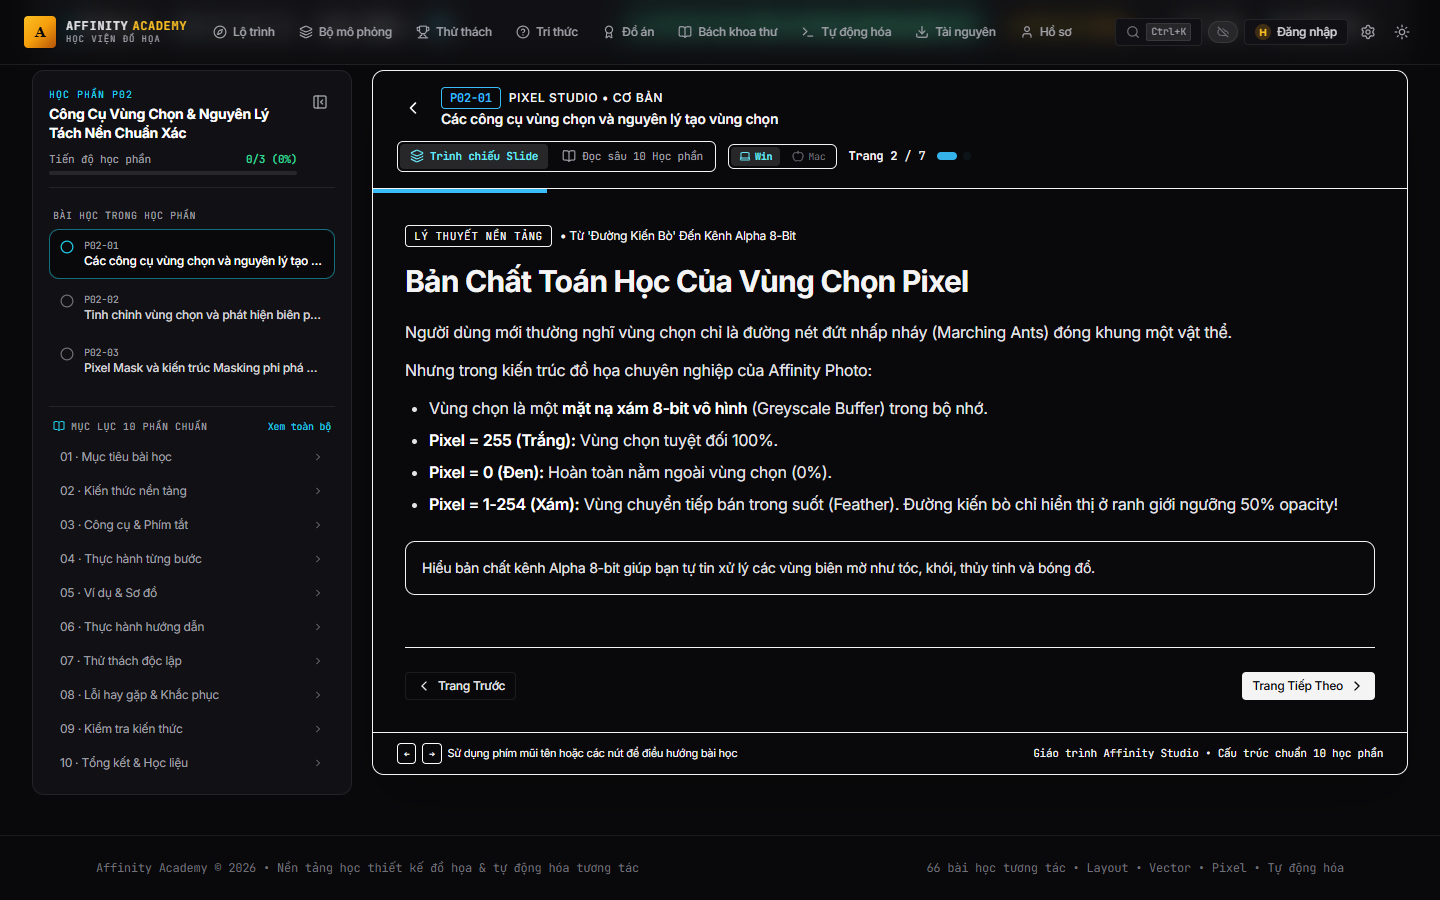 A
AFFINITY ACADEMY
HỌC VIỆN ĐỒ HỌA
Lộ trình
Bộ mô phỏng
Thử thách
Tri thức
Đồ án
Bách khoa thư
Tự động hóa
Tài nguyên
Hồ sơ
Ctrl+K
H Đăng nhập
HỌC PHẦN P02
Công Cụ Vùng Chọn & Nguyên Lý
Tách Nền Chuẩn Xác
Tiến độ học phần 0/3 (0%)
BÀI HỌC TRONG HỌC PHẦN
P02-01
Các công cụ vùng chọn và nguyên lý tạo ...
P02-02
Tinh chỉnh vùng chọn và phát hiện biên p...
P02-03
Pixel Mask và kiến trúc Masking phi phá ...
MỤC LỤC 10 PHẦN CHUẨN Xem toàn bộ
01 · Mục tiêu bài học
02 · Kiến thức nền tảng
03 · Công cụ & Phím tắt
04 · Thực hành từng bước
05 · Ví dụ & Sơ đồ
06 · Thực hành hướng dẫn
07 · Thử thách độc lập
08 · Lỗi hay gặp & Khắc phục
09 · Kiểm tra kiến thức
10 · Tổng kết & Học liệu
P02-01 PIXEL STUDIO • CƠ BẢN
Các công cụ vùng chọn và nguyên lý tạo vùng chọn
Trình chiếu Slide
Đọc sâu 10 Học phần
Win
Mac
Trang 2 / 7
LÝ THUYẾT NỀN TẢNG • Từ 'Đường Kiến Bò' Đến Kênh Alpha 8-Bit
Bản Chất Toán Học Của Vùng Chọn Pixel
Người dùng mới thường nghĩ vùng chọn chỉ là đường nét đứt nhấp nháy (Marching Ants) đóng khung một vật thể.
Nhưng trong kiến trúc đồ họa chuyên nghiệp của Affinity Photo:
• Vùng chọn là một mặt nạ xám 8-bit vô hình (Greyscale Buffer) trong bộ nhớ.
• Pixel = 255 (Trắng): Vùng chọn tuyệt đối 100%.
• Pixel = 0 (Đen): Hoàn toàn nằm ngoài vùng chọn (0%).
• Pixel = 1-254 (Xám): Vùng chuyển tiếp bán trong suốt (Feather). Đường kiến bò chỉ hiển thị ở ranh giới ngưỡng 50% opacity!
Hiểu bản chất kênh Alpha 8-bit giúp bạn tự tin xử lý các vùng biên mờ như tóc, khói, thủy tinh và bóng đổ.
Trang Trước
Trang Tiếp Theo
← → Sử dụng phím mũi tên hoặc các nút để điều hướng bài học
Giáo trình Affinity Studio • Cấu trúc chuẩn 10 học phần
Affinity Academy © 2026 • Nền tảng học thiết kế đồ họa & tự động hóa tương tác
66 bài học tương tác • Layout • Vector • Pixel • Tự động hóa